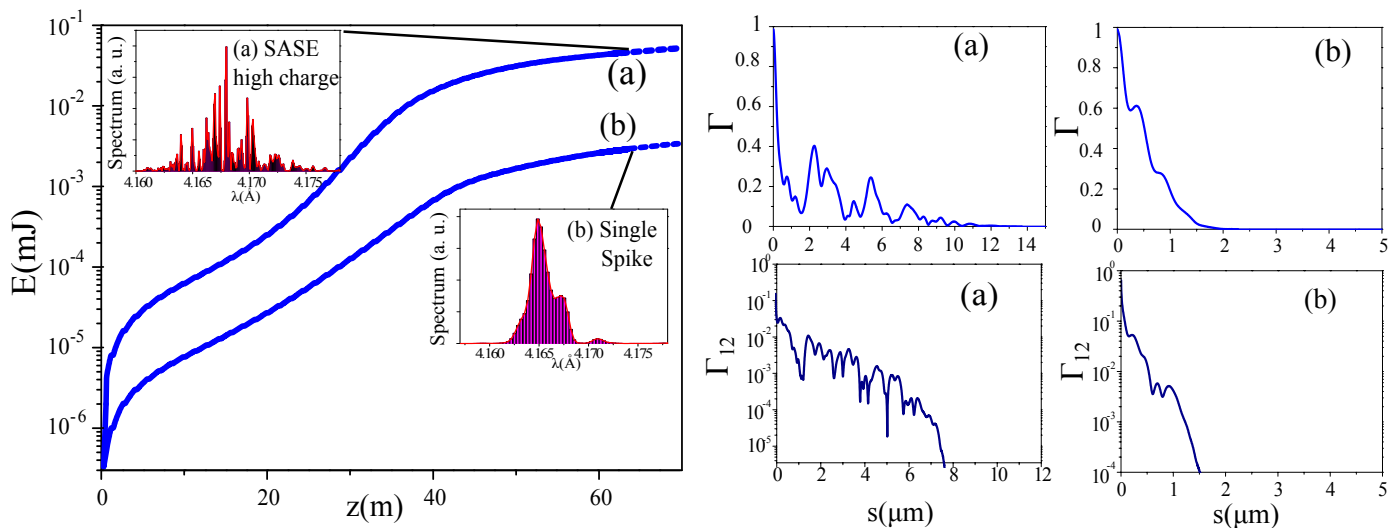 E(mJ)
10^-1
10^-2
10^-3
10^-4
10^-5
10^-6
0 20 40 60
z(m)
(a)
(b)
Spectrum (a. u.)
(a) SASE
high charge
4.160 4.165 4.170 4.175
λ(Å)
Spectrum (a. u.)
(b) Single
Spike
4.160 4.165 4.170 4.175
λ(Å)
Γ
1
0.8
0.6
0.4
0.2
0
0 2 4 6 8 10 12 14
(a)
Γ
1
0.8
0.6
0.4
0.2
0
0 1 2 3 4 5
(b)
Γ12
10^0
10^-1
10^-2
10^-3
10^-4
10^-5
0 2 4 6 8 10 12
s(μm)
(a)
Γ12
10^0
10^-1
10^-2
10^-3
10^-4
0 1 2 3 4 5
s(μm)
(b)